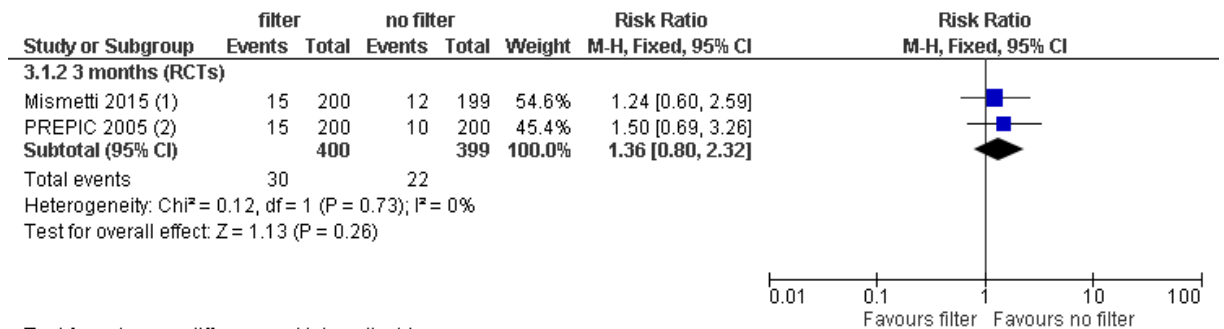 filter no filter Risk Ratio Risk Ratio
Study or Subgroup Events Total Events Total Weight M-H, Fixed, 95% CI M-H, Fixed, 95% CI
3.1.2 3 months (RCTs)
Mismetti 2015 (1) 15 200 12 199 54.6% 1.24 [0.60, 2.59]
PREPIC 2005 (2) 15 200 10 200 45.4% 1.50 [0.69, 3.26]
Subtotal (95% CI) 400 399 100.0% 1.36 [0.80, 2.32]
Total events 30 22
Heterogeneity: Chi² = 0.12, df = 1 (P = 0.73); I² = 0%
Test for overall effect: Z = 1.13 (P = 0.26)
0.01 0.1 1 10 100
Favours filter Favours no filter